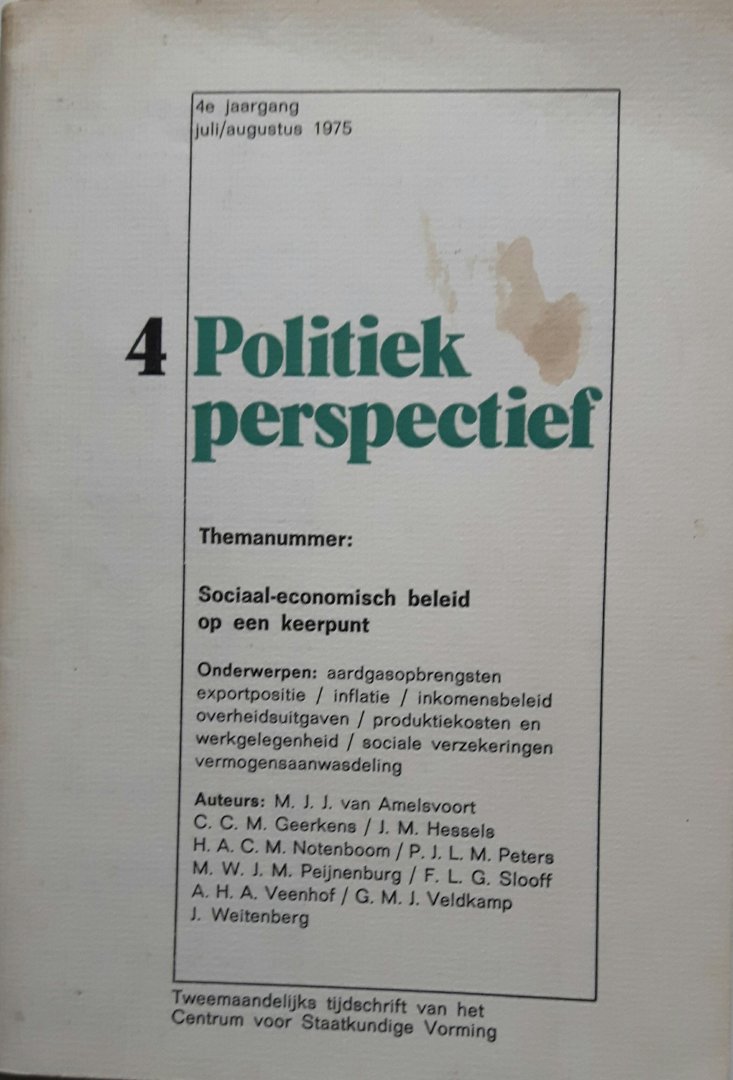 4e jaargang
juli/augustus 1975
4 Politiek
perspectief
Themanummer:
Sociaal-economisch beleid
op een keerpunt
Onderwerpen: aardgasopbrengsten
exportpositie / inflatie / inkomensbeleid
overheidsuitgaven / produktiekosten en
werkgelegenheid / sociale verzekeringen
vermogensaanwasdeling
Auteurs: M. J. J. van Amelsvoort
C. C. M. Geerkens / J. M. Hessels
H. A. C. M. Notenboom / P. J. L. M. Peters
M. W. J. M. Peijnenburg / F. L. G. Slooff
A. H. A. Veenhof / G. M. J. Veldkamp
J. Weitenberg
Tweemaandelijks tijdschrift van het
Centrum voor Staatkundige Vorming